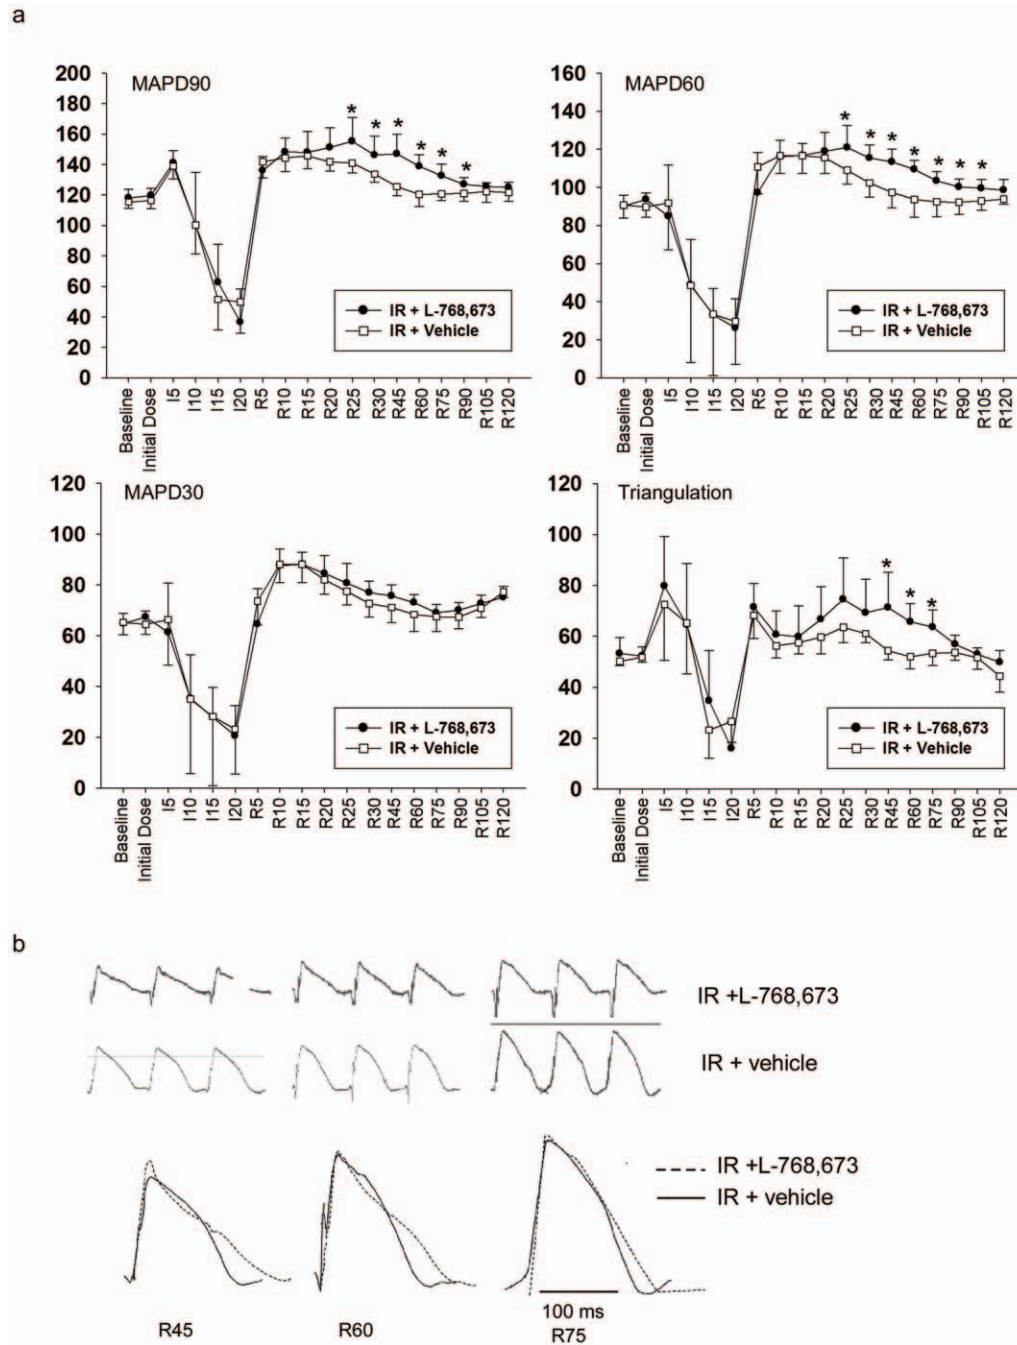 a
MAPD90
200
180
160
140
120
100
80
60
40
20
0
* * * * * *
IR + L-768,673
IR + Vehicle
Baseline
Initial Dose
I5
I10
I15
I20
R5
R10
R15
R20
R25
R30
R45
R60
R75
R90
R105
R120
MAPD60
160
140
120
100
80
60
40
20
0
* * * * * * *
IR + L-768,673
IR + Vehicle
Baseline
Initial Dose
I5
I10
I15
I20
R5
R10
R15
R20
R25
R30
R45
R60
R75
R90
R105
R120
MAPD30
120
100
80
60
40
20
0
IR + L-768,673
IR + Vehicle
Baseline
Initial Dose
I5
I10
I15
I20
R5
R10
R15
R20
R25
R30
R45
R60
R75
R90
R105
R120
Triangulation
120
100
80
60
40
20
0
* * *
IR + L-768,673
IR + Vehicle
Baseline
Initial Dose
I5
I10
I15
I20
R5
R10
R15
R20
R25
R30
R45
R60
R75
R90
R105
R120
b
IR +L-768,673
IR + vehicle
IR +L-768,673
IR + vehicle
100 ms
R45
R60
R75